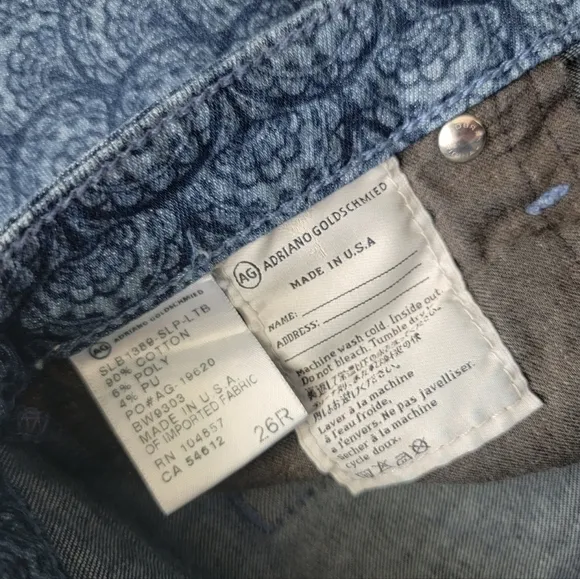 AG ADRIANO GOLDSCHMIED
SLB1389-SLP-LTB
90% COTTON
6% POLY
4% PU
PO#AG-19620
BW9303
MADE IN U.S.A.
OF IMPORTED FABRIC
RN 104857
CA 54612
26R
AG ADRIANO GOLDSCHMIED
MADE IN U.S.A
NAME:
ADDRESS:
Machine wash cold. Inside out.
Do not bleach. Tumble dry
Laver à la machine
à l'eau froide.
à l'envers. Ne pas javelliser.
Sécher à la machine
cycle doux.